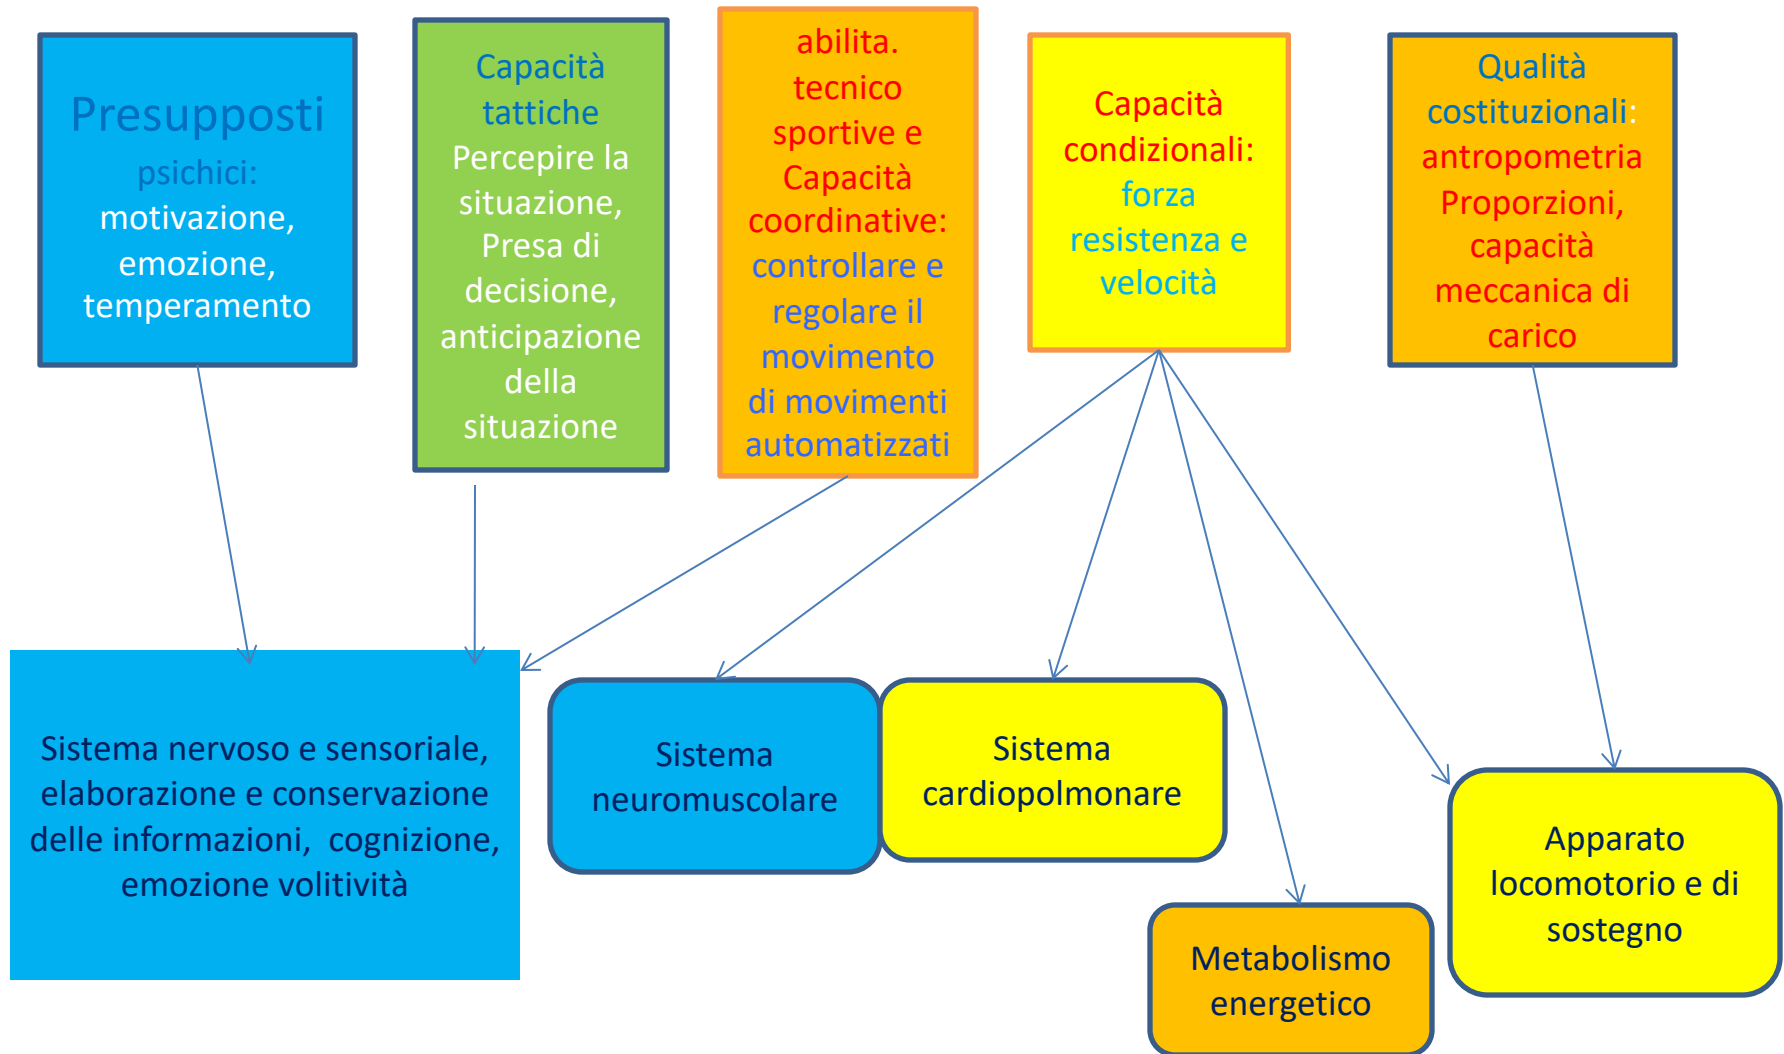 Presupposti
psichici:
motivazione,
emozione,
temperamento
Capacità
tattiche
Percepire la
situazione,
Presa di
decisione,
anticipazione
della
situazione
abilita.
tecnico
sportive e
Capacità
coordinative:
controllare e
regolare il
movimento
di movimenti
automatizzati
Capacità
condizionali:
forza
resistenza e
velocità
Qualità
costituzionali:
antropometria
Proporzioni,
capacità
meccanica di
carico
Sistema nervoso e sensoriale,
elaborazione e conservazione
delle informazioni,  cognizione,
emozione volitività
Sistema
neuromuscolare
Sistema
cardiopolmonare
Metabolismo
energetico
Apparato
locomotorio e di
sostegno